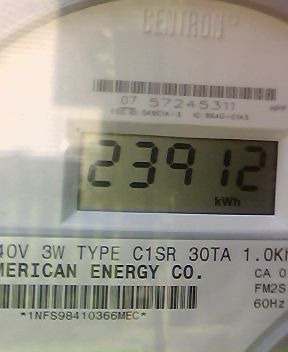 CENTRON
07 57245311
23912
kWh
40V 3W TYPE C1SR 30TA 1.0Kh
MERICAN ENERGY CO.
CA 0
FM2S
60Hz
*1NFS98410366MEC*